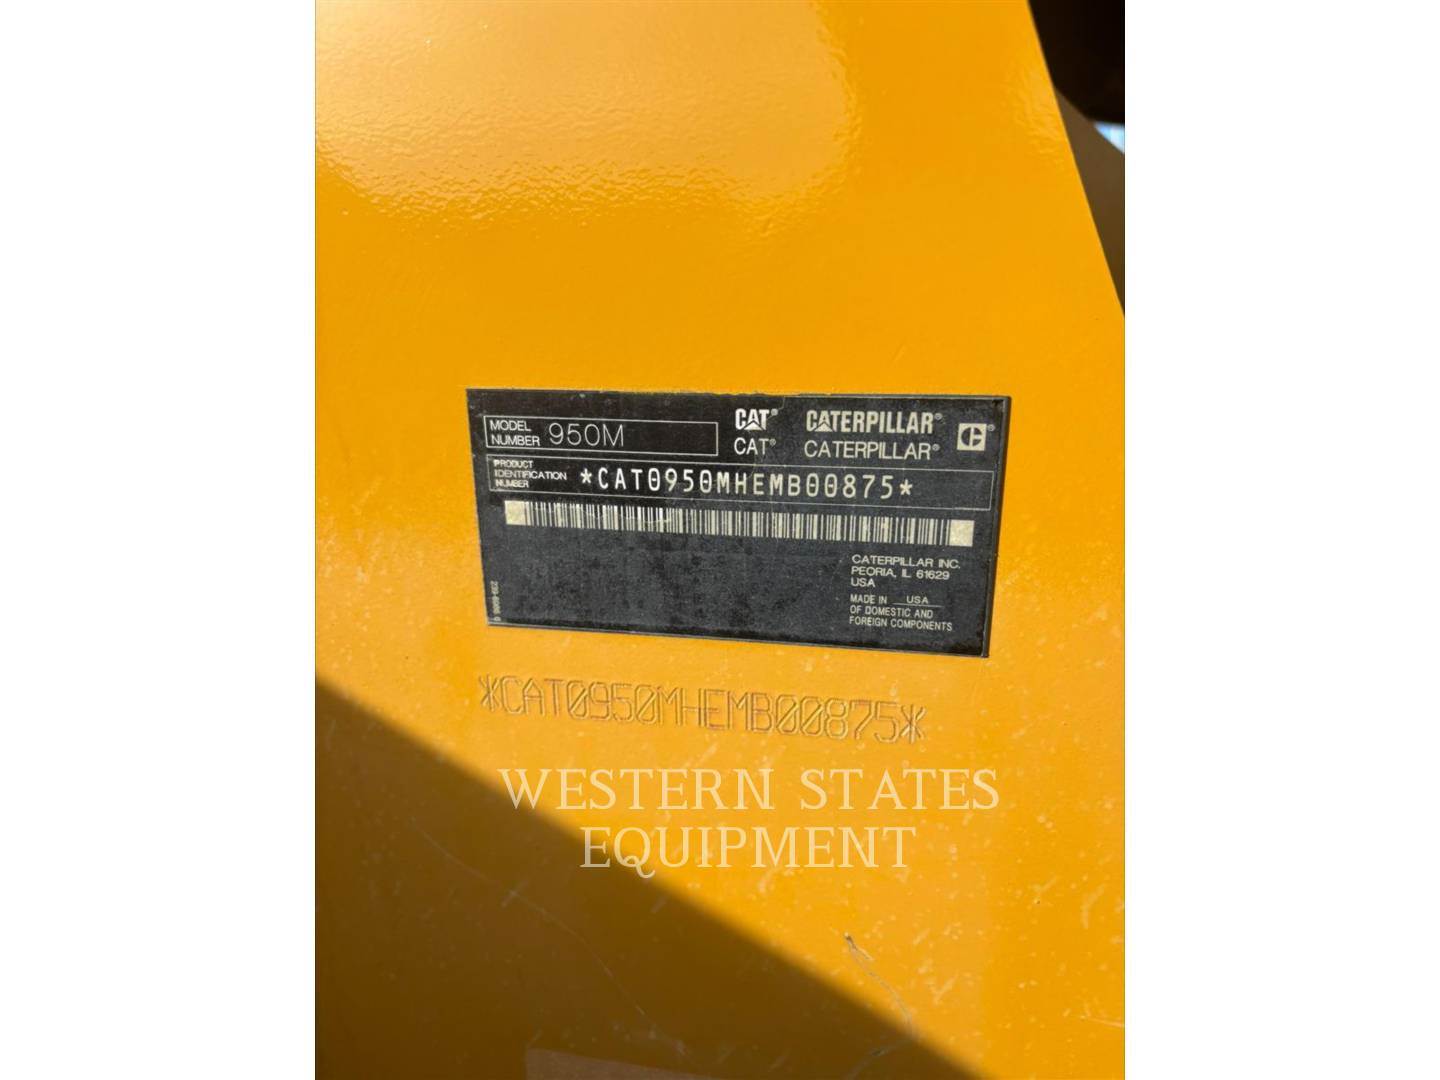 MODEL NUMBER 950M
CAT® CATERPILLAR®
CAT® CATERPILLAR®
PRODUCT IDENTIFICATION NUMBER *CAT0950MHEMB00875*
CATERPILLAR INC.
PEORIA, IL 61629
USA
MADE IN USA
OF DOMESTIC AND
FOREIGN COMPONENTS
*CAT0950MHEMB00875*
WESTERN STATES
EQUIPMENT